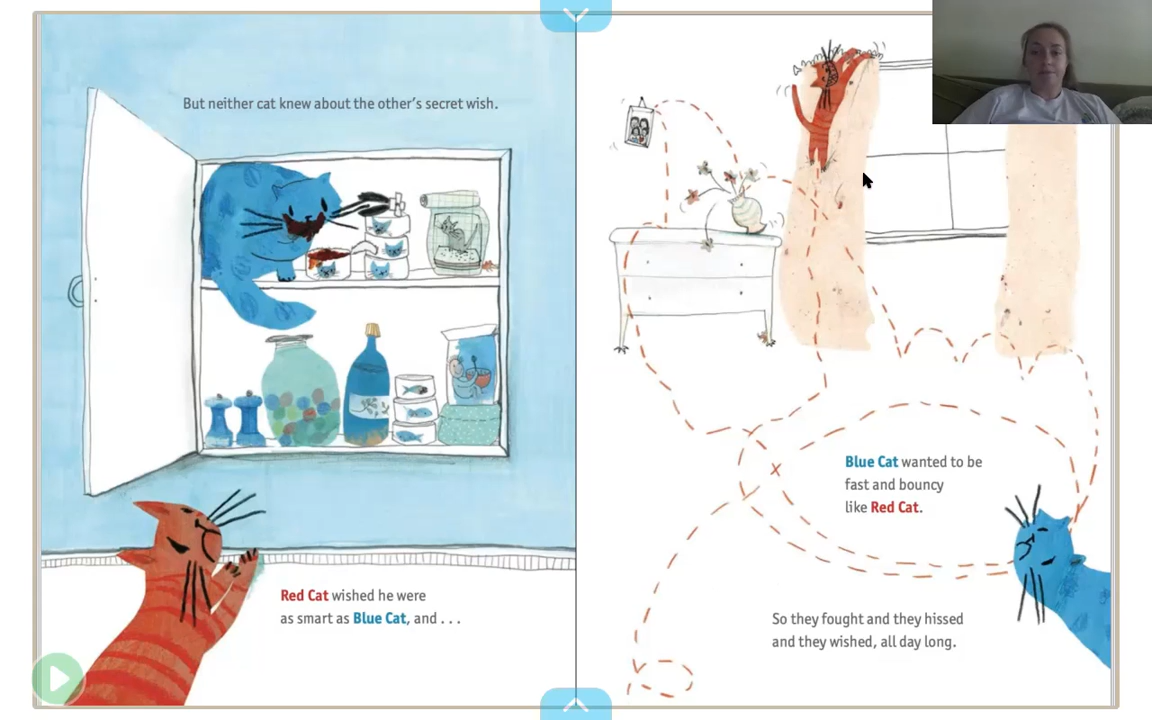 But neither cat knew about the other's secret wish.
Red Cat wished he were
as smart as Blue Cat, and . . .
Blue Cat wanted to be
fast and bouncy
like Red Cat.
So they fought and they hissed
and they wished, all day long.